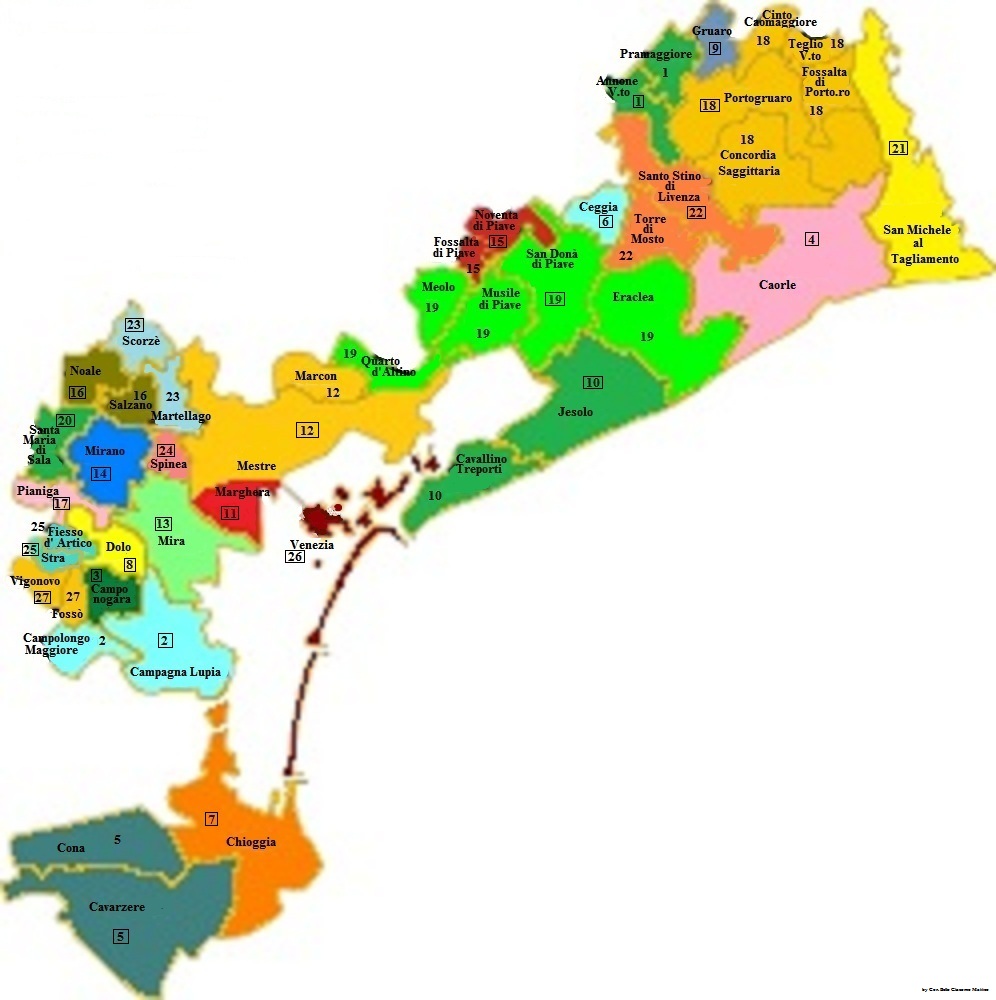 Cinto
Caomaggiore
18
Gruaro
9
Teglio
V.to
18
Pramaggiore
1
Fossalta
di
Porto.ro
18
Annone
V.to
1
Portogruaro
18
18
Concordia
Saggittaria
21
Santo Stino
di
Livenza
22
Ceggia
6
Torre
di
Mosto
22
Noventa
di Piave
15
Fossalta
di Piave
15
San Michele
al
Tagliamento
4
Caorle
San Donà
di Piave
19
Meolo
19
Musile
di Piave
19
Eraclea
19
23
Scorzè
19
Quarto
d'Altino
Marcon
12
10
Jesolo
Noale
16
16
Salzano
23
Martellago
20
Santa
Maria
di
Sala
Mirano
14
24
Spinea
12
Mestre
Cavallino
Treporti
10
Pianiga
17
Marghera
11
13
Mira
25
Fiesso
d' Artico
25
Stra
Dolo
8
Venezia
26
Vigonovo
27
27
Fossò
3
Campo
nogara
Campolongo
Maggiore
2
2
Campagna Lupia
7
Chioggia
Cona
5
Cavarzere
5